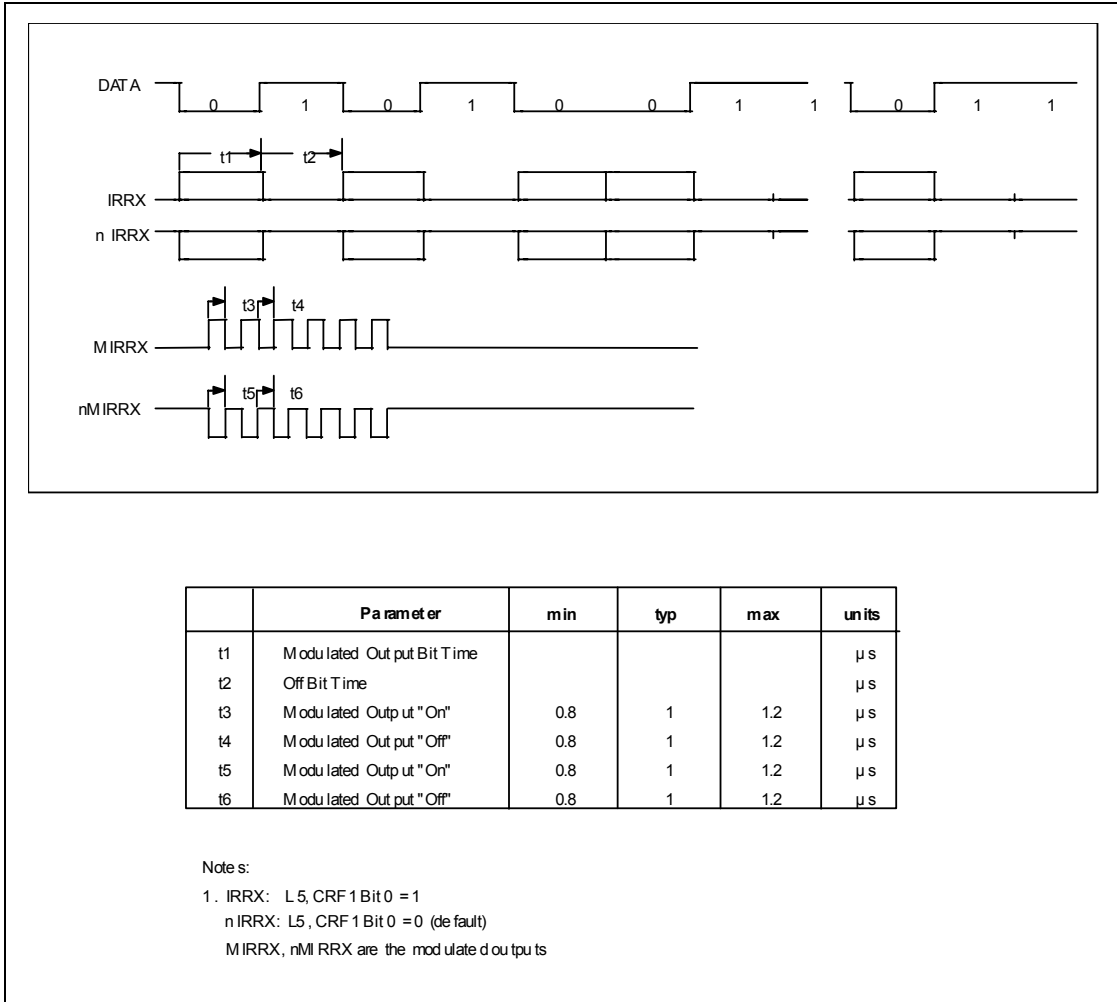 DATA 0 1 0 1 0 0 1 1 0 1 1
t1 t2
IRRX
n IRRX
t3 t4
MIRRX
t5 t6
nMIRRX
Parameter min typ max units
t1 Modulated Output Bit Time µs
t2 Off Bit Time µs
t3 Modulated Output "On" 0.8 1 1.2 µs
t4 Modulated Output "Off" 0.8 1 1.2 µs
t5 Modulated Output "On" 0.8 1 1.2 µs
t6 Modulated Output "Off" 0.8 1 1.2 µs
Notes:
1. IRRX: L5, CRF1 Bit 0 = 1
nIRRX: L5, CRF1 Bit 0 = 0 (default)
MIRRX, nMIRRX are the modulated outputs